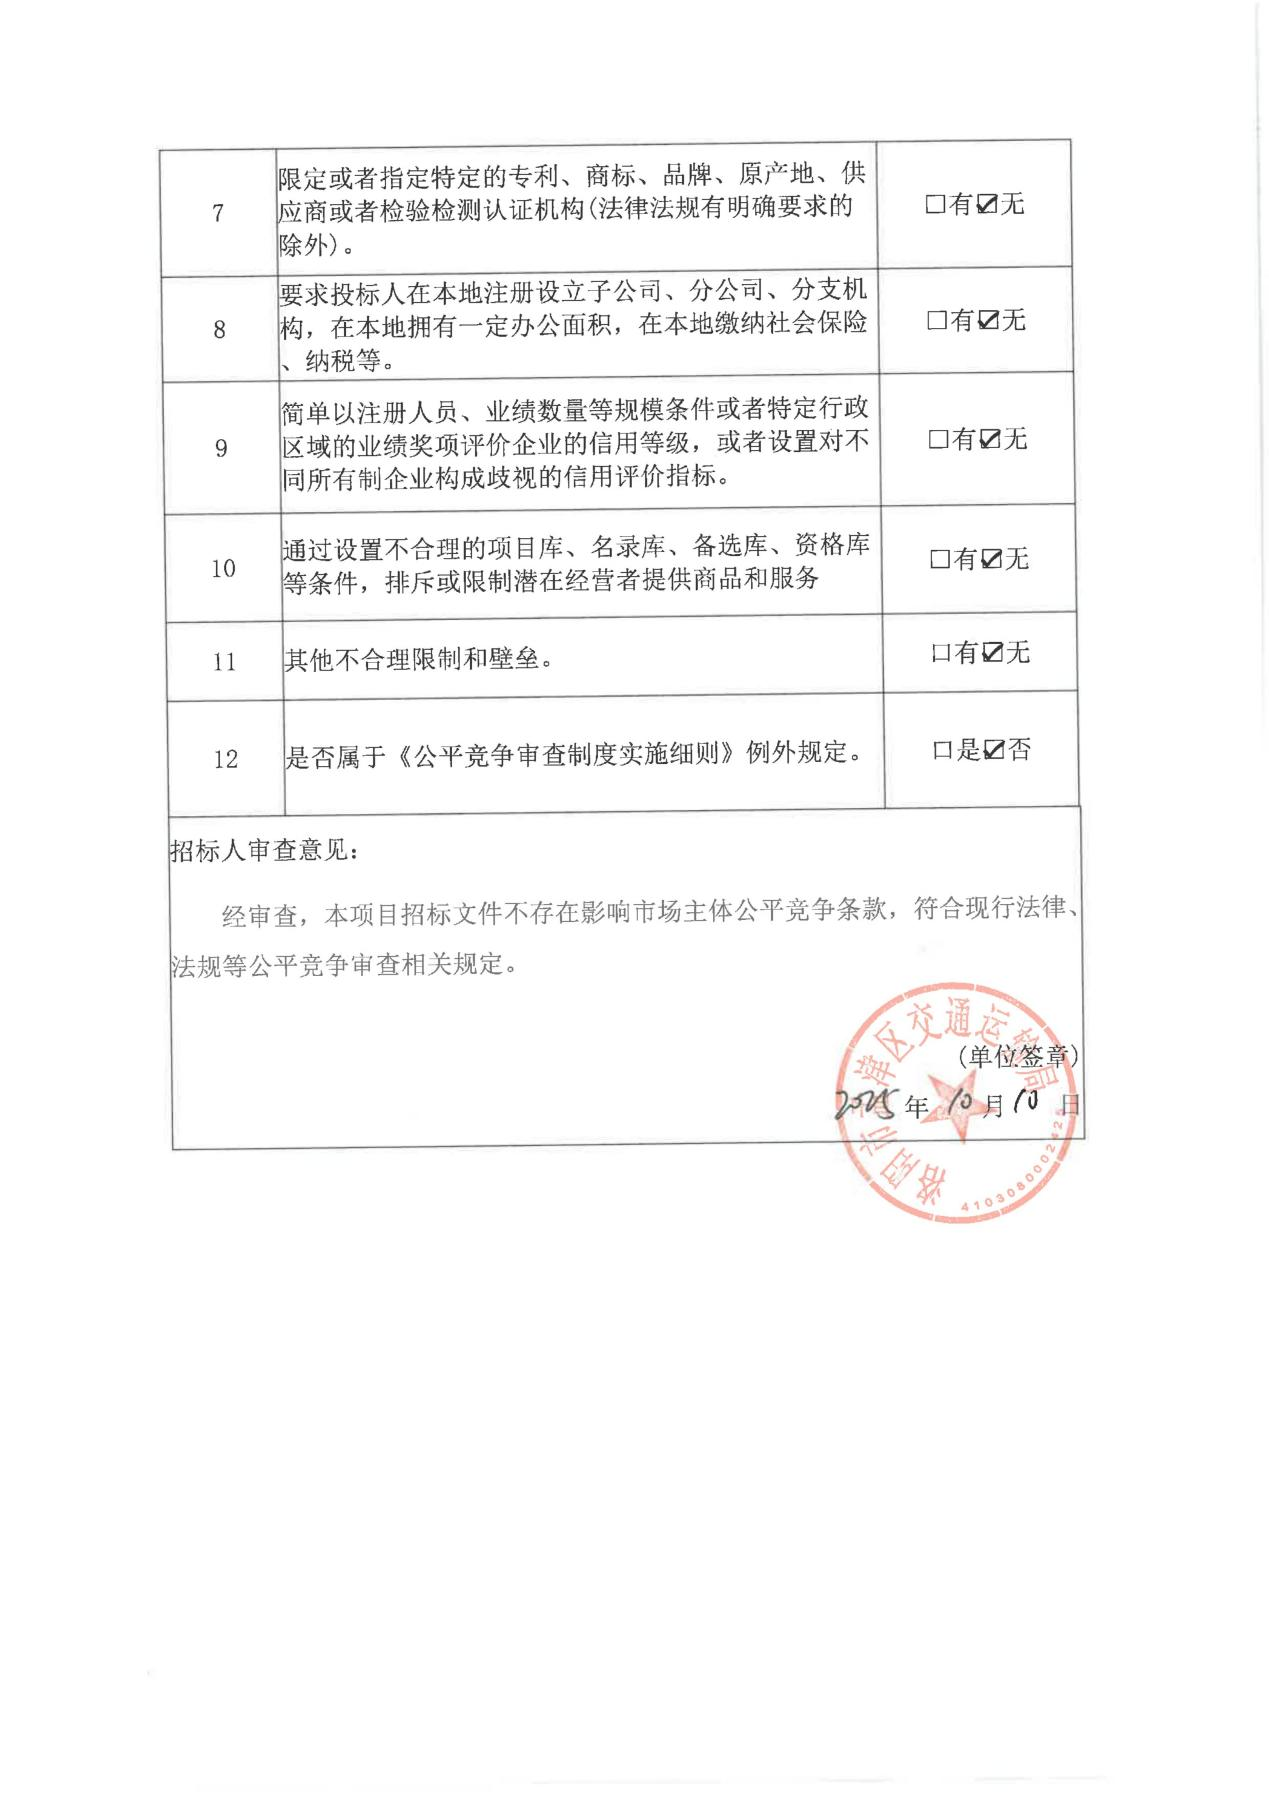 7
限定或者指定特定的专利、商标、品牌、原产地、供
应商或者检验检测认证机构(法律法规有明确要求的
除外)。
□有☑无
8
要求投标人在本地注册设立子公司、分公司、分支机
构，在本地拥有一定办公面积，在本地缴纳社会保险
、纳税等。
□有☑无
9
简单以注册人员、业绩数量等规模条件或者特定行政
区域的业绩奖项评价企业的信用等级，或者设置对不
同所有制企业构成歧视的信用评价指标。
□有☑无
10
通过设置不合理的项目库、名录库、备选库、资格库
等条件，排斥或限制潜在经营者提供商品和服务
□有☑无
11
其他不合理限制和壁垒。
□有☑无
12
是否属于《公平竞争审查制度实施细则》例外规定。
□是☑否
招标人审查意见：
经审查，本项目招标文件不存在影响市场主体公平竞争条款，符合现行法律、
法规等公平竞争审查相关规定。
(单位签章)
2025年10月10日
洛阳市 津区交通运输局
4103080002425